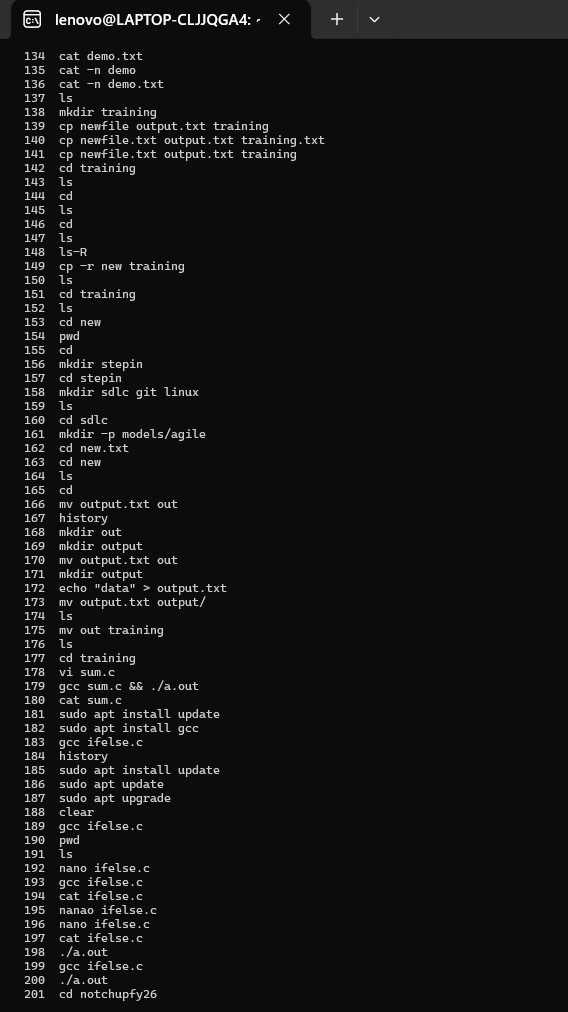 lenovo@LAPTOP-CLJJQGA4: ~
134 cat demo.txt
135 cat -n demo
136 cat -n demo.txt
137 ls
138 mkdir training
139 cp newfile output.txt training
140 cp newfile.txt output.txt training.txt
141 cp newfile.txt output.txt training
142 cd training
143 ls
144 cd
145 ls
146 cd
147 ls
148 ls-R
149 cp -r new training
150 ls
151 cd training
152 ls
153 cd new
154 pwd
155 cd
156 mkdir stepin
157 cd stepin
158 mkdir sdlc git linux
159 ls
160 cd sdlc
161 mkdir -p models/agile
162 cd new.txt
163 cd new
164 ls
165 cd
166 mv output.txt out
167 history
168 mkdir out
169 mkdir output
170 mv output.txt out
171 mkdir output
172 echo "data" > output.txt
173 mv output.txt output/
174 ls
175 mv out training
176 ls
177 cd training
178 vi sum.c
179 gcc sum.c && ./a.out
180 cat sum.c
181 sudo apt install update
182 sudo apt install gcc
183 gcc ifelse.c
184 history
185 sudo apt install update
186 sudo apt update
187 sudo apt upgrade
188 clear
189 gcc ifelse.c
190 pwd
191 ls
192 nano ifelse.c
193 gcc ifelse.c
194 cat ifelse.c
195 nanao ifelse.c
196 nano ifelse.c
197 cat ifelse.c
198 ./a.out
199 gcc ifelse.c
200 ./a.out
201 cd notchupfy26